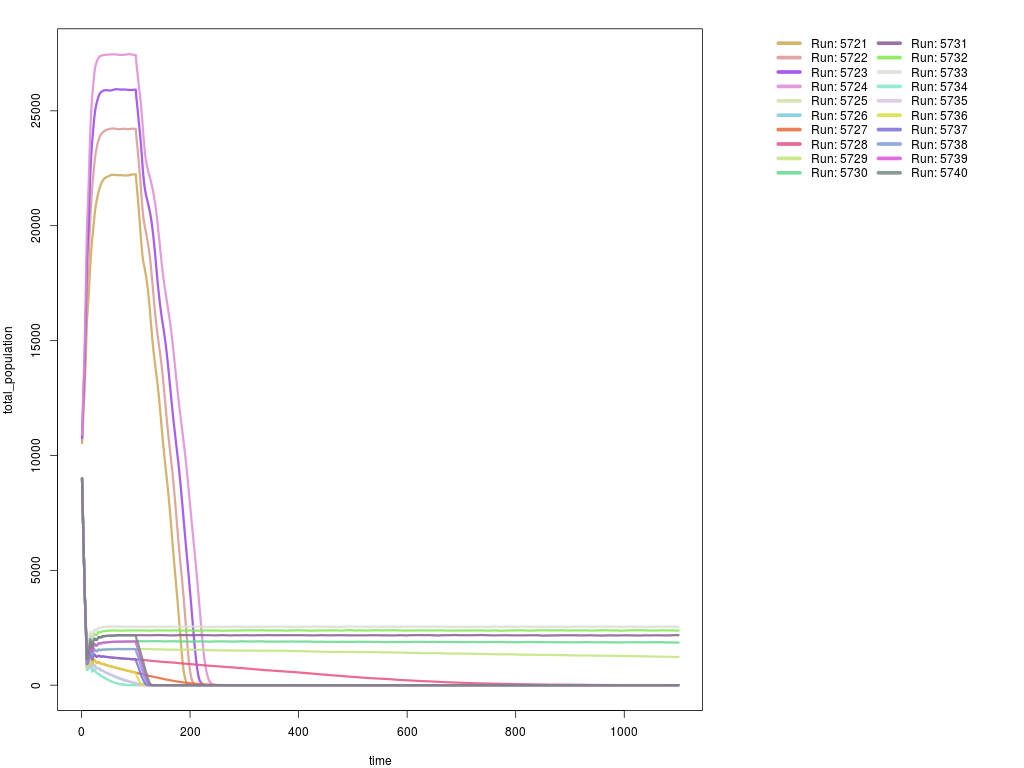 total_population
25000
20000
15000
10000
5000
0
0 200 400 600 800 1000
time
Run: 5721 Run: 5731
Run: 5722 Run: 5732
Run: 5723 Run: 5733
Run: 5724 Run: 5734
Run: 5725 Run: 5735
Run: 5726 Run: 5736
Run: 5727 Run: 5737
Run: 5728 Run: 5738
Run: 5729 Run: 5739
Run: 5730 Run: 5740